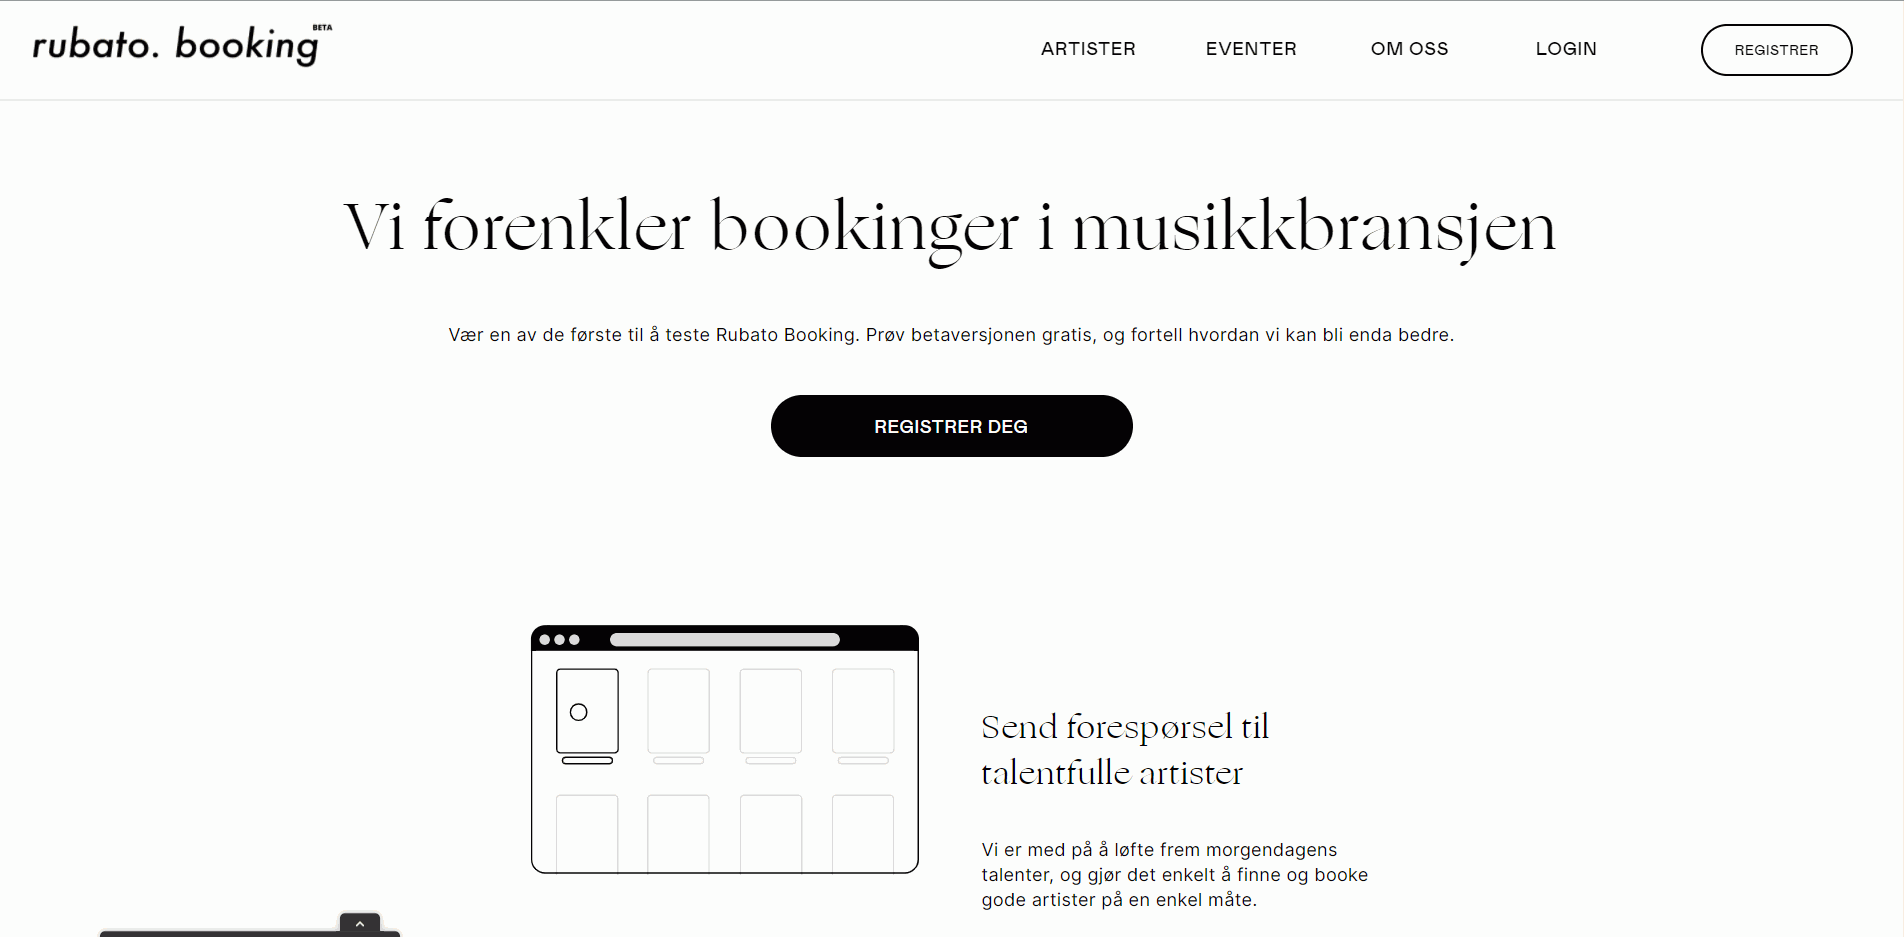 rubato. booking BETA
ARTISTER EVENTER OM OSS LOGIN REGISTRER
Vi forenkler bookinger i musikkbransjen
Vær en av de første til å teste Rubato Booking. Prøv betaversjonen gratis, og fortell hvordan vi kan bli enda bedre.
REGISTRER DEG
Send forespørsel til
talentfulle artister
Vi er med på å løfte frem morgendagens
talenter, og gjør det enkelt å finne og booke
gode artister på en enkel måte.